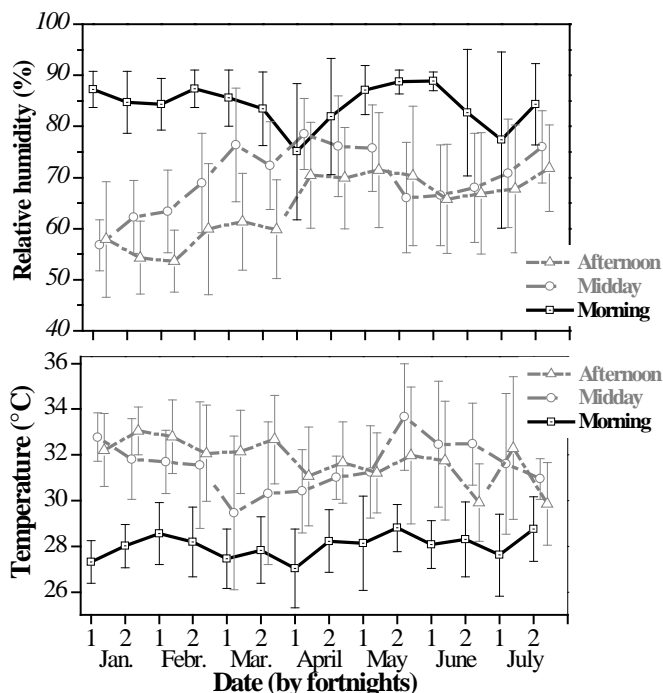 100
90
80
70
60
50
40
Relative humidity (%)
Afternoon
Midday
Morning
36
34
32
30
28
26
Temperature (°C)
Afternoon
Midday
Morning
1 2 1 2 1 2 1 2 1 2 1 2 1 2
Jan. Febr. Mar. April May June July
Date (by fortnights)